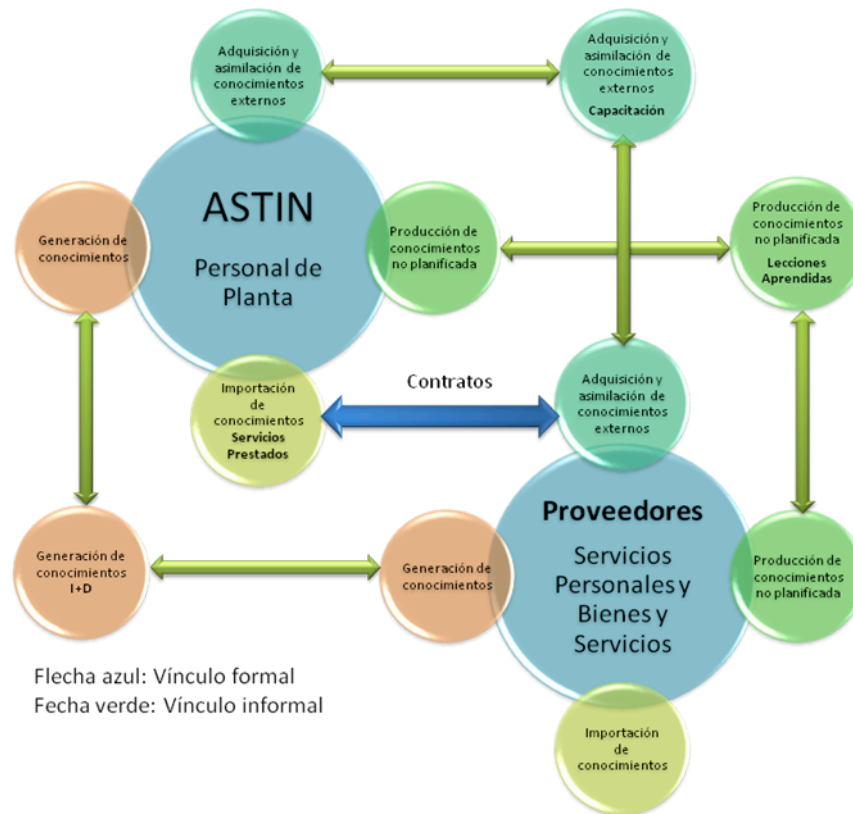 Adquisición y
asimilación de
conocimientos
externos
Adquisición y
asimilación de
conocimientos
externos
Capacitación
ASTIN
Personal de
Planta
Generación de
conocimientos
Producción de
conocimientos
no planificada
Producción de
conocimientos
no planificada
Lecciones
Aprendidas
Importación
de
conocimientos
Servicios
Prestados
Contratos
Adquisición y
asimilación de
conocimientos
externos
Proveedores
Servicios
Personales y
Bienes y
Servicios
Generación de
conocimientos
I+D
Generación de
conocimientos
Producción de
conocimientos
no planificada
Importación
de
conocimientos
Flecha azul: Vínculo formal
Fecha verde: Vínculo informal